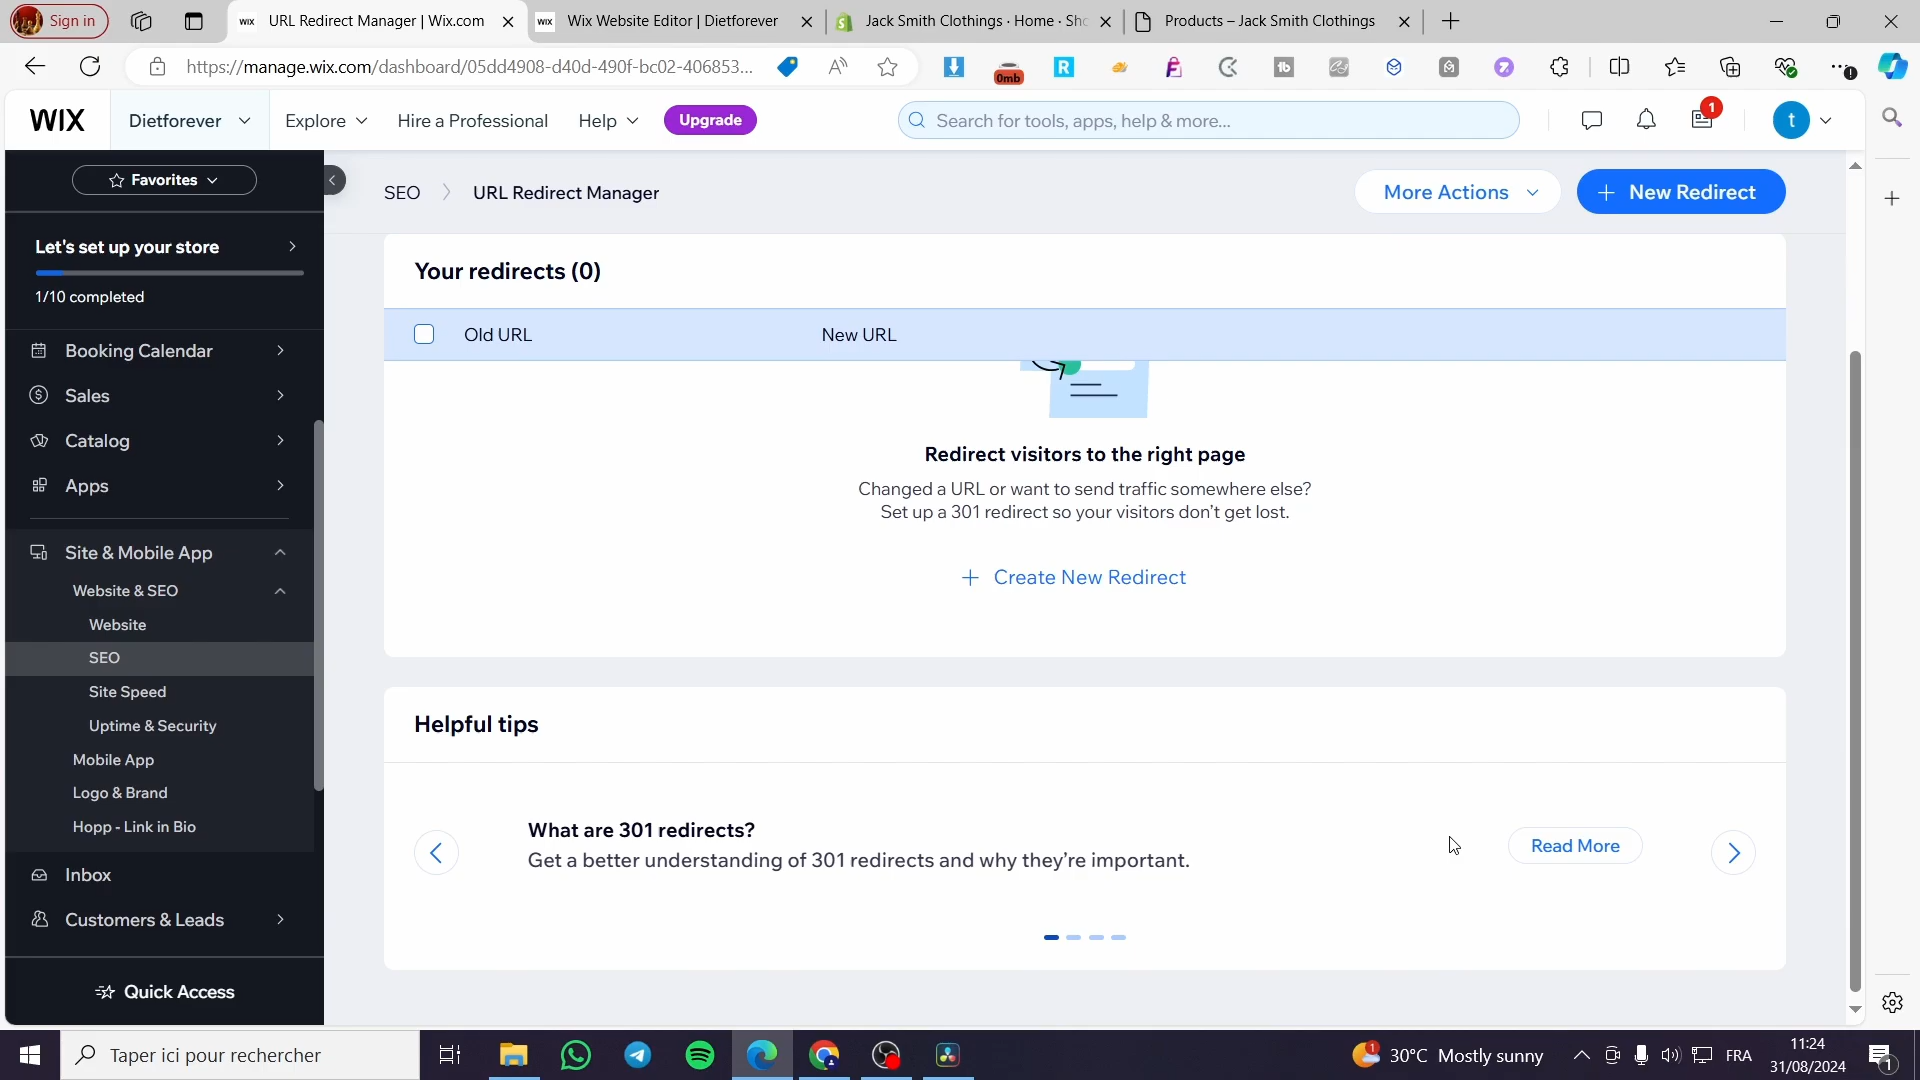 Sign in
URL Redirect Manager | Wix.com
Wix Website Editor | Dietforever
Jack Smith Clothings · Home · Sho
Products – Jack Smith Clothings
https://manage.wix.com/dashboard/05dd4908-d40d-490f-bc02-406853...
0mb
WIX
Dietforever
Explore
Hire a Professional
Help
Upgrade
Search for tools, apps, help & more...
1
t
Favorites
SEO
URL Redirect Manager
More Actions
New Redirect
Let's set up your store
1/10 completed
Your redirects (0)
Old URL
New URL
Booking Calendar
Sales
Catalog
Apps
Redirect visitors to the right page
Changed a URL or want to send traffic somewhere else?
Set up a 301 redirect so your visitors don't get lost.
Create New Redirect
Site & Mobile App
Website & SEO
Website
SEO
Site Speed
Uptime & Security
Mobile App
Logo & Brand
Hopp - Link in Bio
Inbox
Customers & Leads
Quick Access
Helpful tips
What are 301 redirects?
Get a better understanding of 301 redirects and why they're important.
Read More
Taper ici pour rechercher
1
30°C Mostly sunny
FRA
11:24
31/08/2024
1